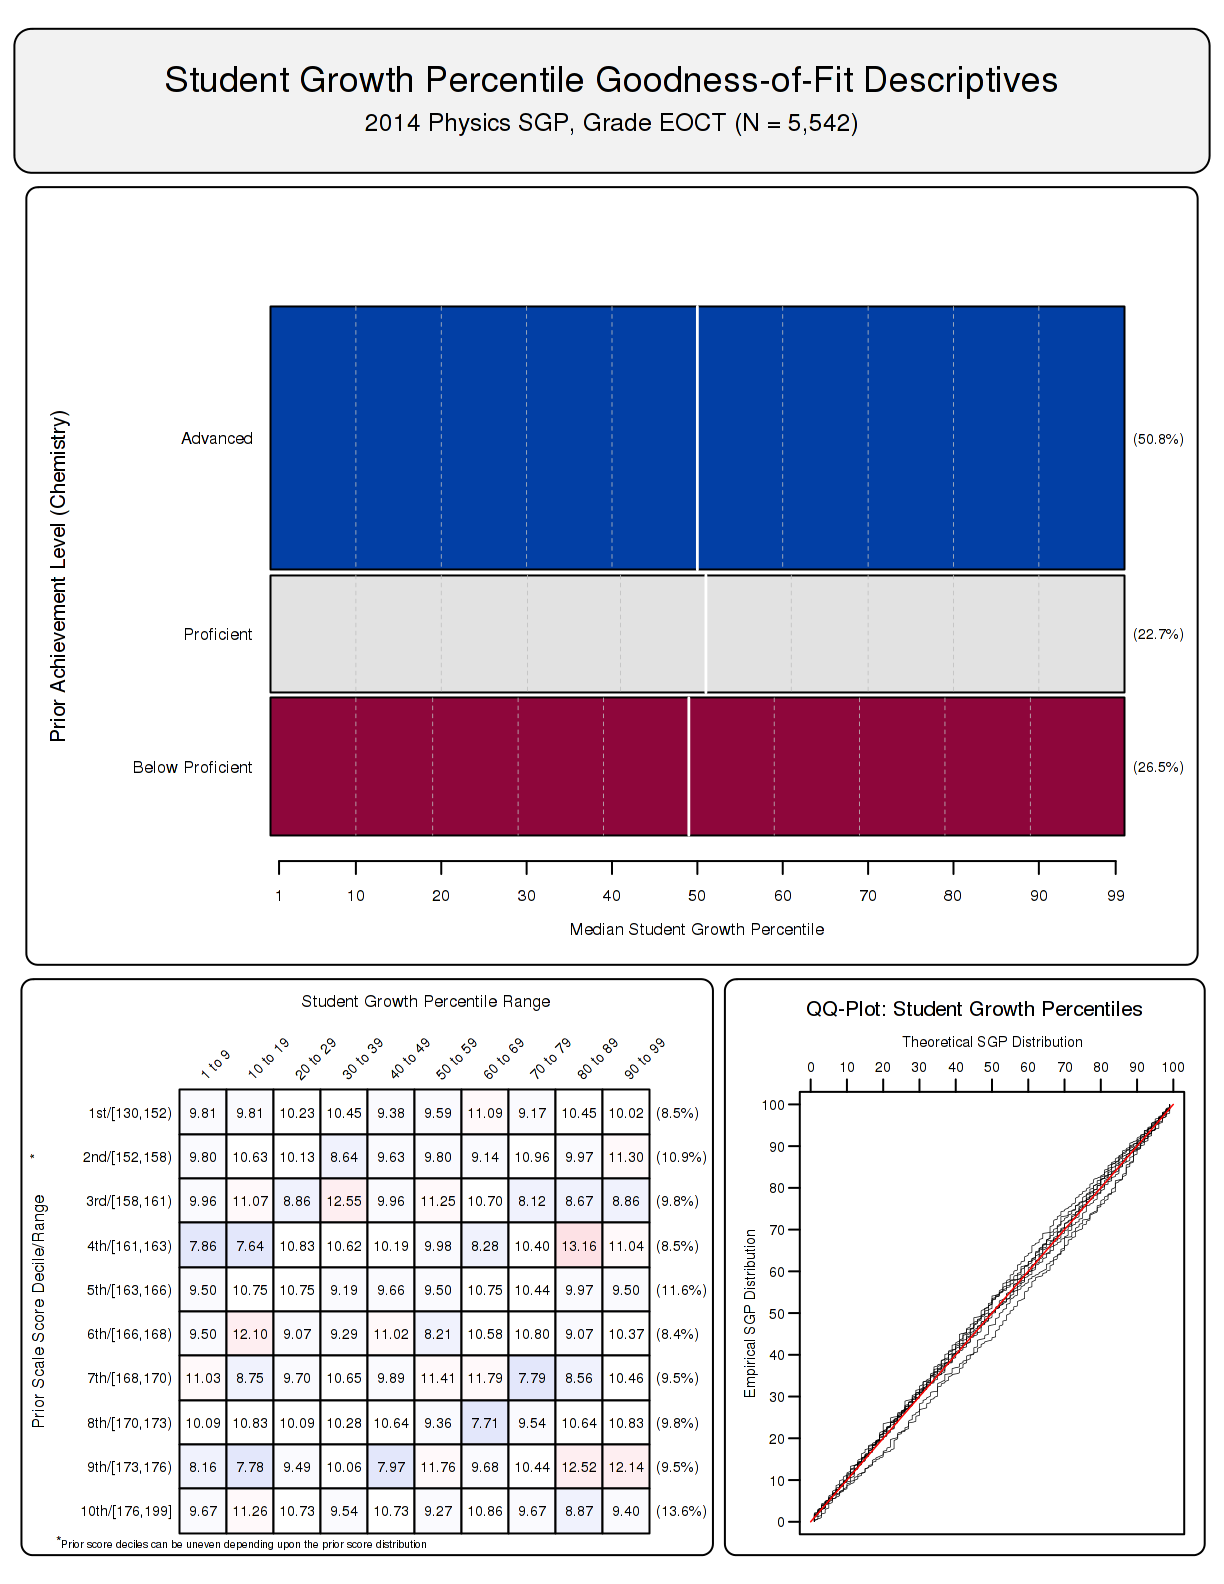 Student Growth Percentile Goodness-of-Fit Descriptives
2014 Physics SGP, Grade EOCT (N = 5,542)
Prior Achievement Level (Chemistry)
Advanced
(50.8%)
Proficient
(22.7%)
Below Proficient
(26.5%)
1 10 20 30 40 50 60 70 80 90 99
Median Student Growth Percentile
Student Growth Percentile Range
1 to 9 10 to 19 20 to 29 30 to 39 40 to 49 50 to 59 60 to 69 70 to 79 80 to 89 90 to 99
* Prior Scale Score Decile/Range
1st/[130,152) 9.81 9.81 10.23 10.45 9.38 9.59 11.09 9.17 10.45 10.02 (8.5%)
2nd/[152,158) 9.80 10.63 10.13 8.64 9.63 9.80 9.14 10.96 9.97 11.30 (10.9%)
3rd/[158,161) 9.96 11.07 8.86 12.55 9.96 11.25 10.70 8.12 8.67 8.86 (9.8%)
4th/[161,163) 7.86 7.64 10.83 10.62 10.19 9.98 8.28 10.40 13.16 11.04 (8.5%)
5th/[163,166) 9.50 10.75 10.75 9.19 9.66 9.50 10.75 10.44 9.97 9.50 (11.6%)
6th/[166,168) 9.50 12.10 9.07 9.29 11.02 8.21 10.58 10.80 9.07 10.37 (8.4%)
7th/[168,170) 11.03 8.75 9.70 10.65 9.89 11.41 11.79 7.79 8.56 10.46 (9.5%)
8th/[170,173) 10.09 10.83 10.09 10.28 10.64 9.36 7.71 9.54 10.64 10.83 (9.8%)
9th/[173,176) 8.16 7.78 9.49 10.06 7.97 11.76 9.68 10.44 12.52 12.14 (9.5%)
10th/[176,199] 9.67 11.26 10.73 9.54 10.73 9.27 10.86 9.67 8.87 9.40 (13.6%)
*Prior score deciles can be uneven depending upon the prior score distribution
QQ-Plot: Student Growth Percentiles
Theoretical SGP Distribution
0 10 20 30 40 50 60 70 80 90 100
Empirical SGP Distribution
100
90
80
70
60
50
40
30
20
10
0